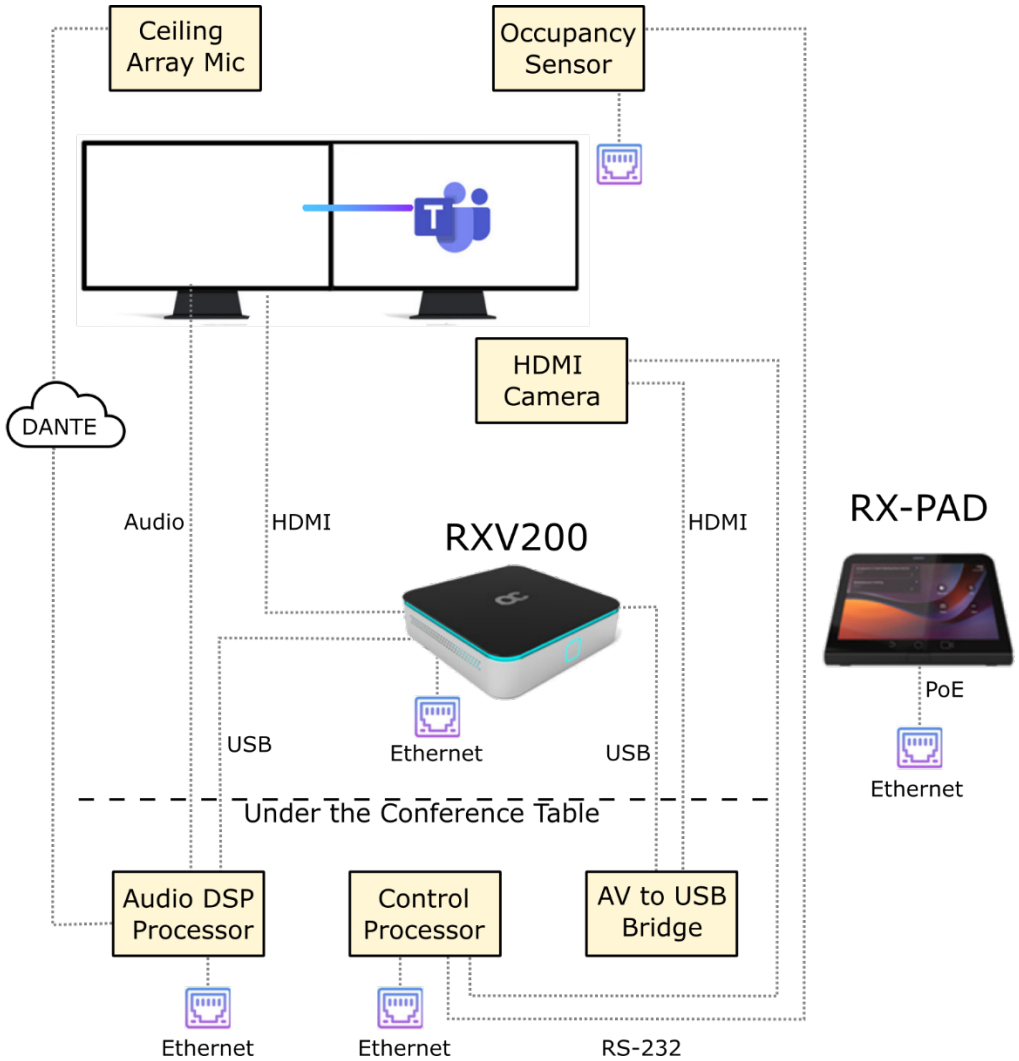 Ceiling
Array Mic
Occupancy
Sensor
T
HDMI
Camera
DANTE
Audio
HDMI
RXV200
HDMI
RX-PAD
PoE
USB
Ethernet
USB
Ethernet
Under the Conference Table
Audio DSP
Processor
Control
Processor
AV to USB
Bridge
Ethernet
Ethernet
RS-232